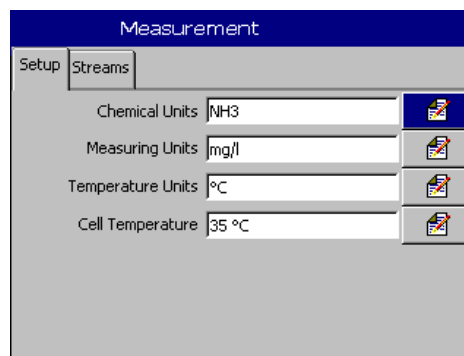 Measurement
Setup Streams
Chemical Units NH3
Measuring Units mg/l
Temperature Units °C
Cell Temperature 35 °C